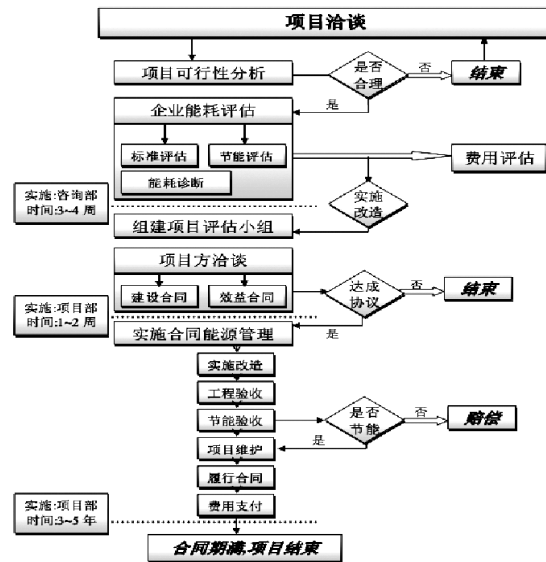 项目洽谈
项目可行性分析
是否
合理
否
结束
是
企业能耗评估
标准评估
节能评估
能耗诊断
费用评估
实施:咨询部
时间:3~4 周
实施
改造
组建项目评估小组
项目方洽谈
建设合同
效益合同
达成
协议
否
结束
实施:项目部
时间:1~2 周
是
实施合同能源管理
实施改造
工程验收
节能验收
是否
节能
否
赔偿
是
项目维护
履行合同
费用支付
实施:项目部
时间:3~5 年
合同期满,项目结束